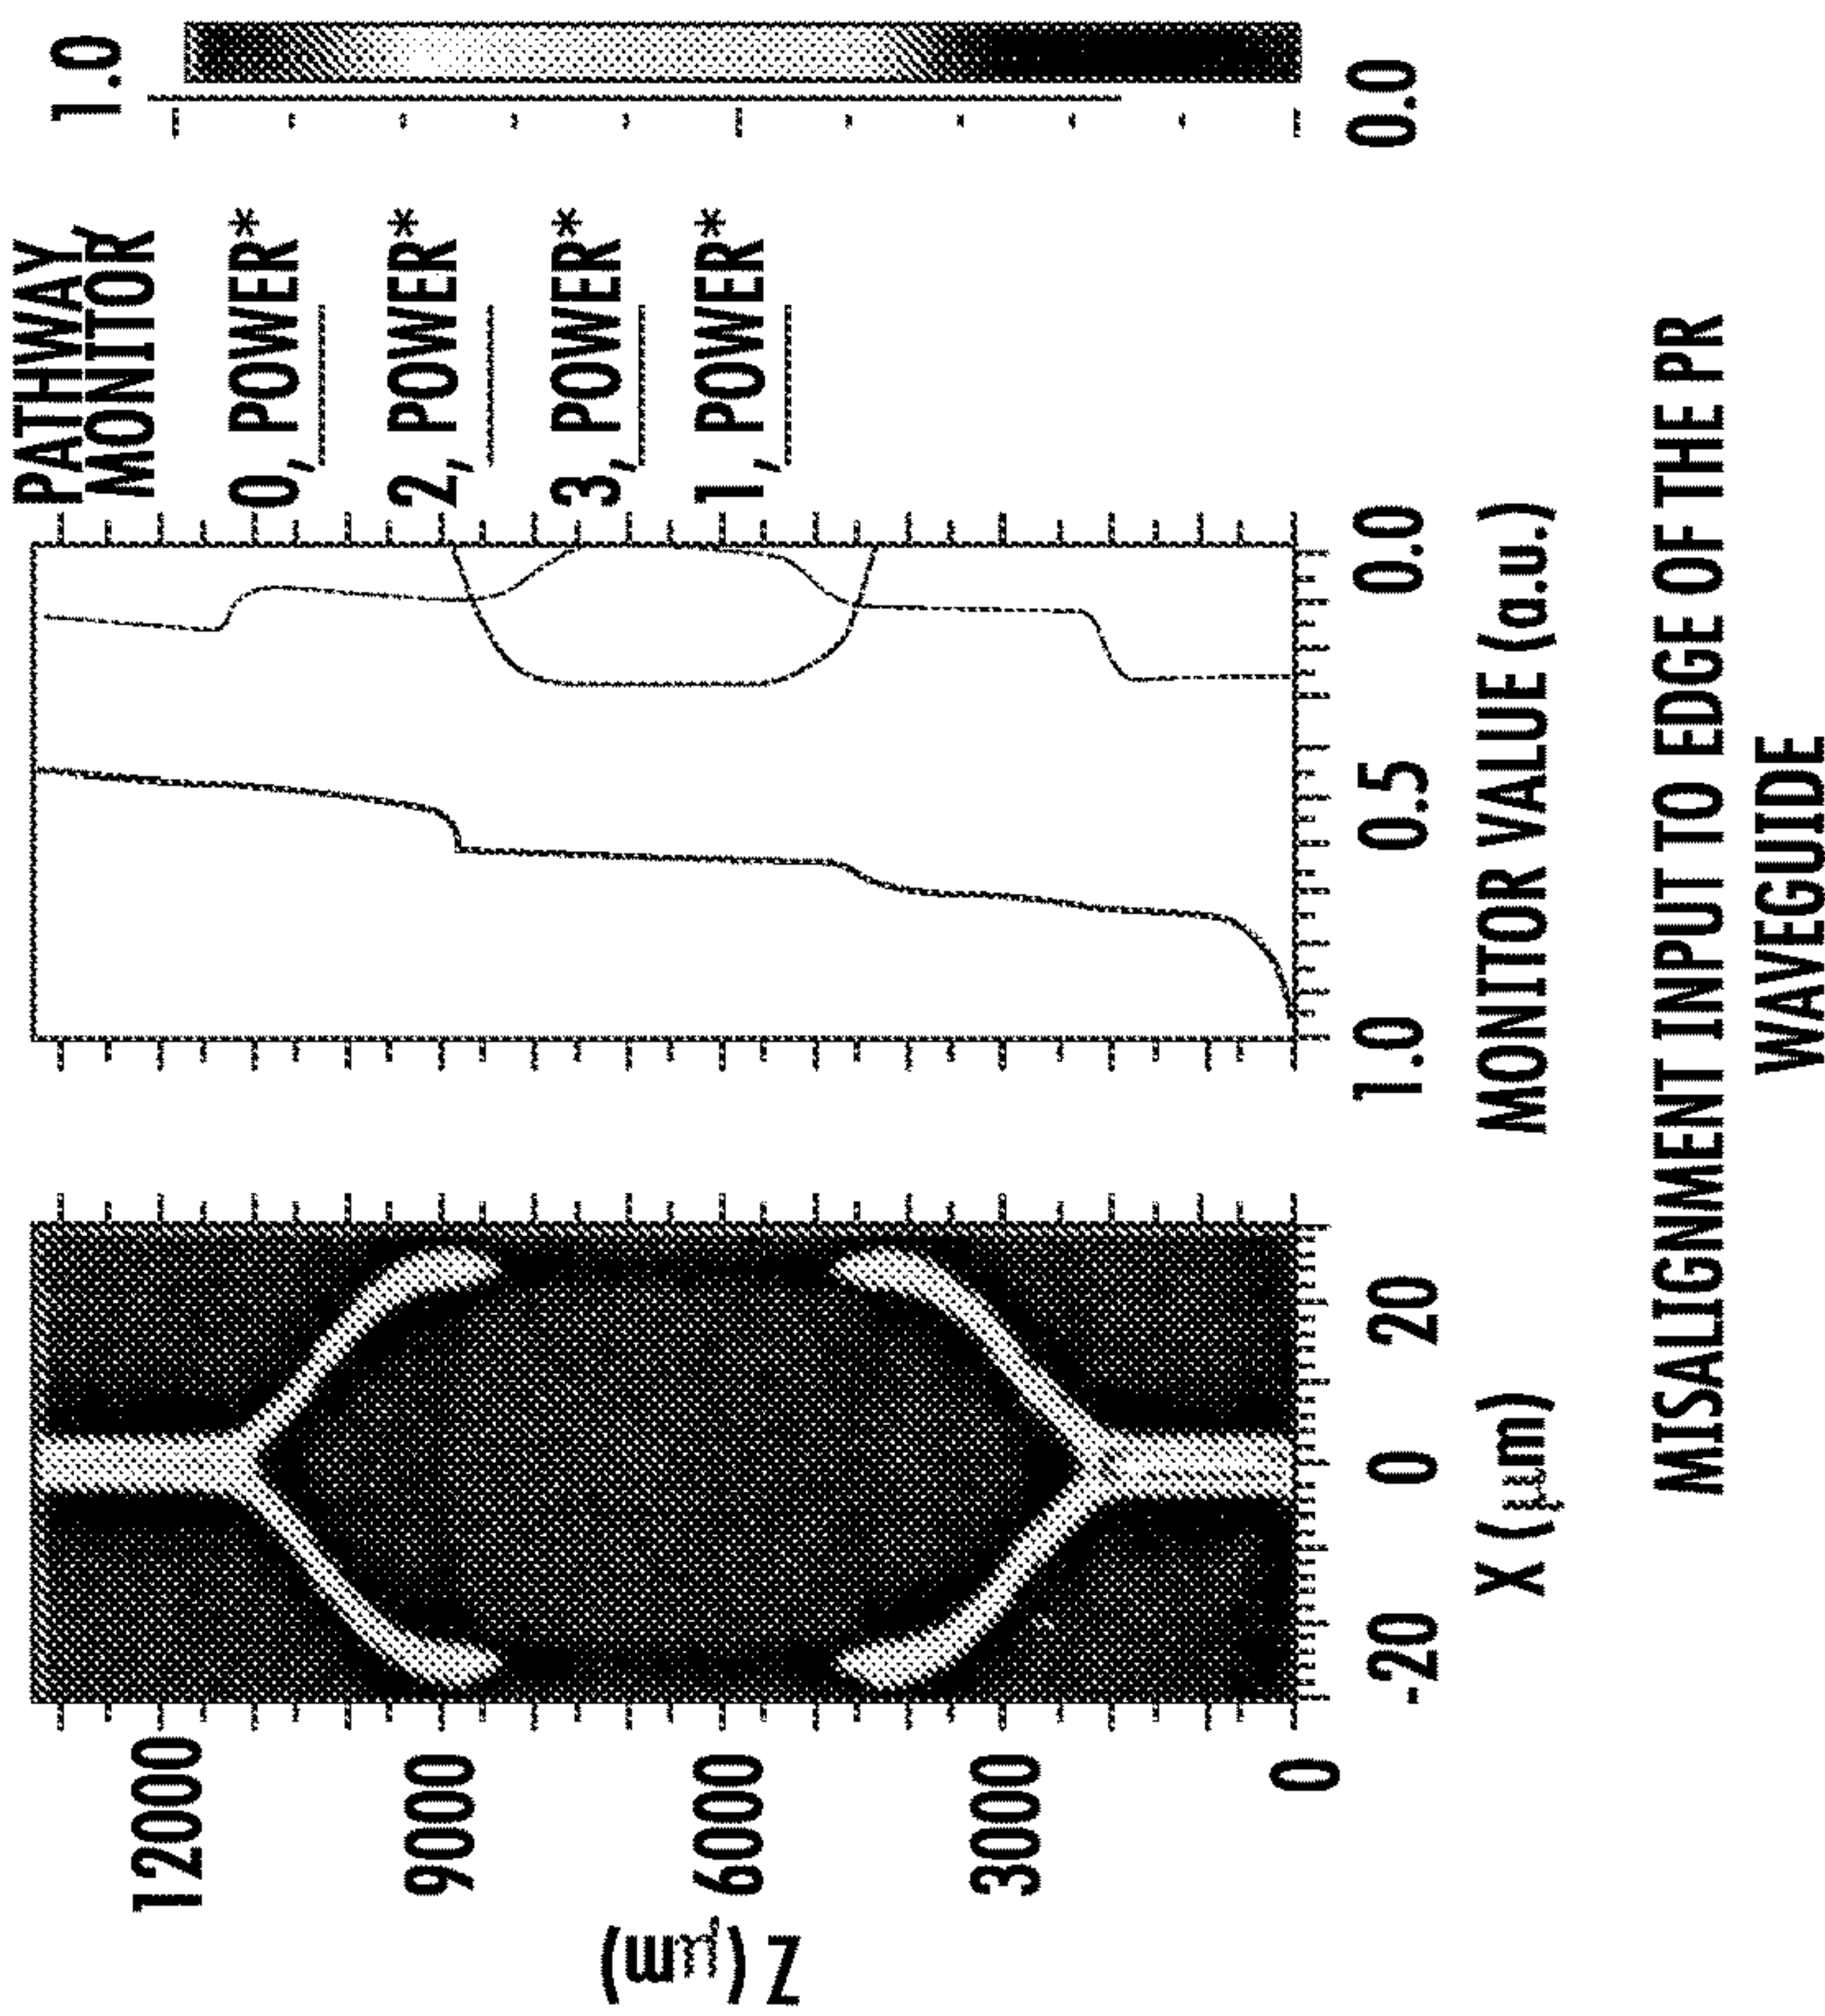 PATHWAY,
MONITOR
0, POWER*
2, POWER*
3, POWER*
1, POWER*
1.0
0.0
12000
9000
6000
3000
0
Z (µm)
-20
0
20
X (µm)
1.0
0.5
0.0
MONITOR VALUE (a.u.)
MISALIGNMENT INPUT TO EDGE OF THE PR
WAVEGUIDE